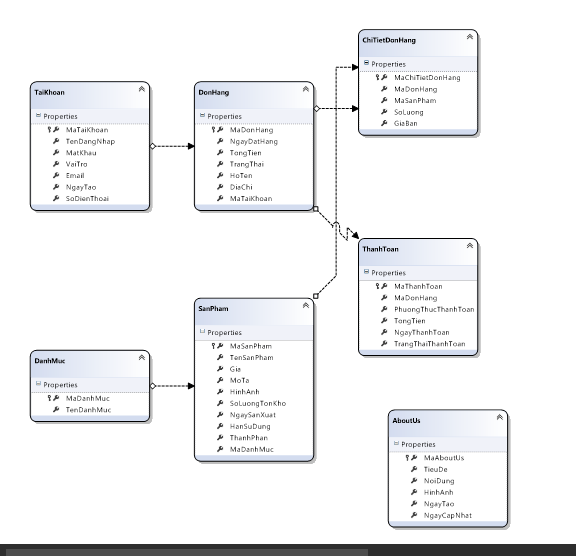 TaiKhoan
Properties
MaTaiKhoan
TenDangNhap
MatKhau
VaiTro
Email
NgayTao
SoDienThoai
DonHang
Properties
MaDonHang
NgayDatHang
TongTien
TrangThai
HoTen
DiaChi
MaTaiKhoan
ChiTietDonHang
Properties
MaChiTietDonHang
MaDonHang
MaSanPham
SoLuong
GiaBan
ThanhToan
Properties
MaThanhToan
MaDonHang
PhuongThucThanhToan
TongTien
NgayThanhToan
TrangThaiThanhToan
DanhMuc
Properties
MaDanhMuc
TenDanhMuc
SanPham
Properties
MaSanPham
TenSanPham
Gia
MoTa
HinhAnh
SoLuongTonKho
NgaySanXuat
HanSuDung
ThanhPhan
MaDanhMuc
AboutUs
Properties
MaAboutUs
TieuDe
NoiDung
HinhAnh
NgayTao
NgayCapNhat